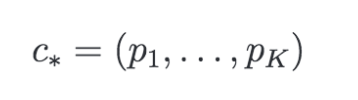 c_* = (p_1, . . . , p_K)